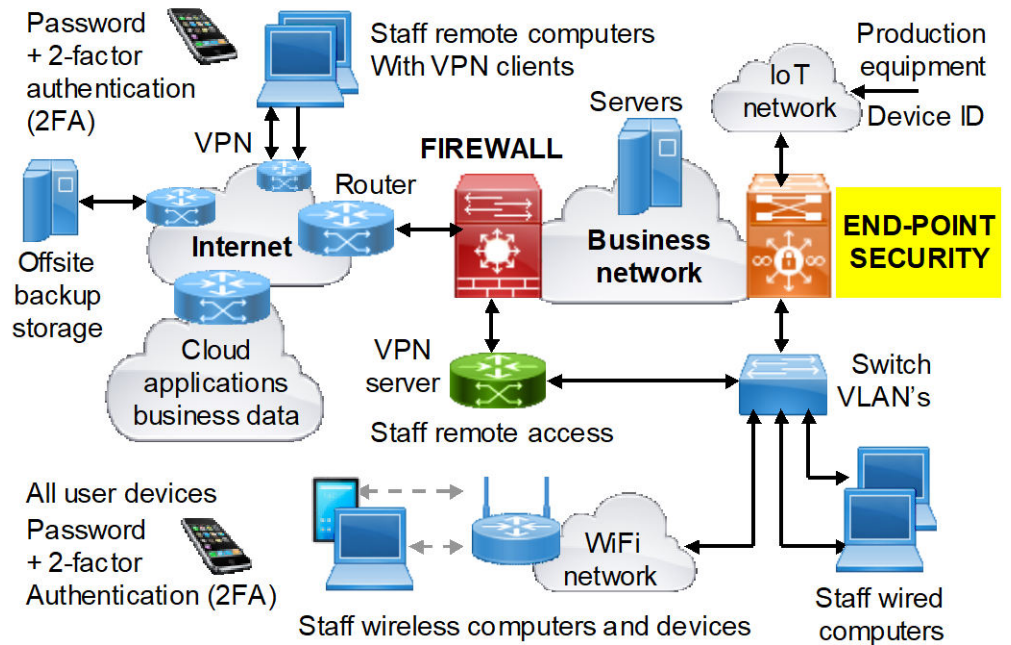 Password
+ 2-factor
authentication
(2FA)
Staff remote computers
With VPN clients
VPN
Servers
IoT
network
Production
equipment
Device ID
FIREWALL
Router
Internet
Business
network
END-POINT
SECURITY
Offsite
backup
storage
Cloud
applications
business data
VPN
server
Staff remote access
Switch
VLAN's
All user devices
Password
+ 2-factor
Authentication (2FA)
WiFi
network
Staff wireless computers and devices
Staff wired
computers